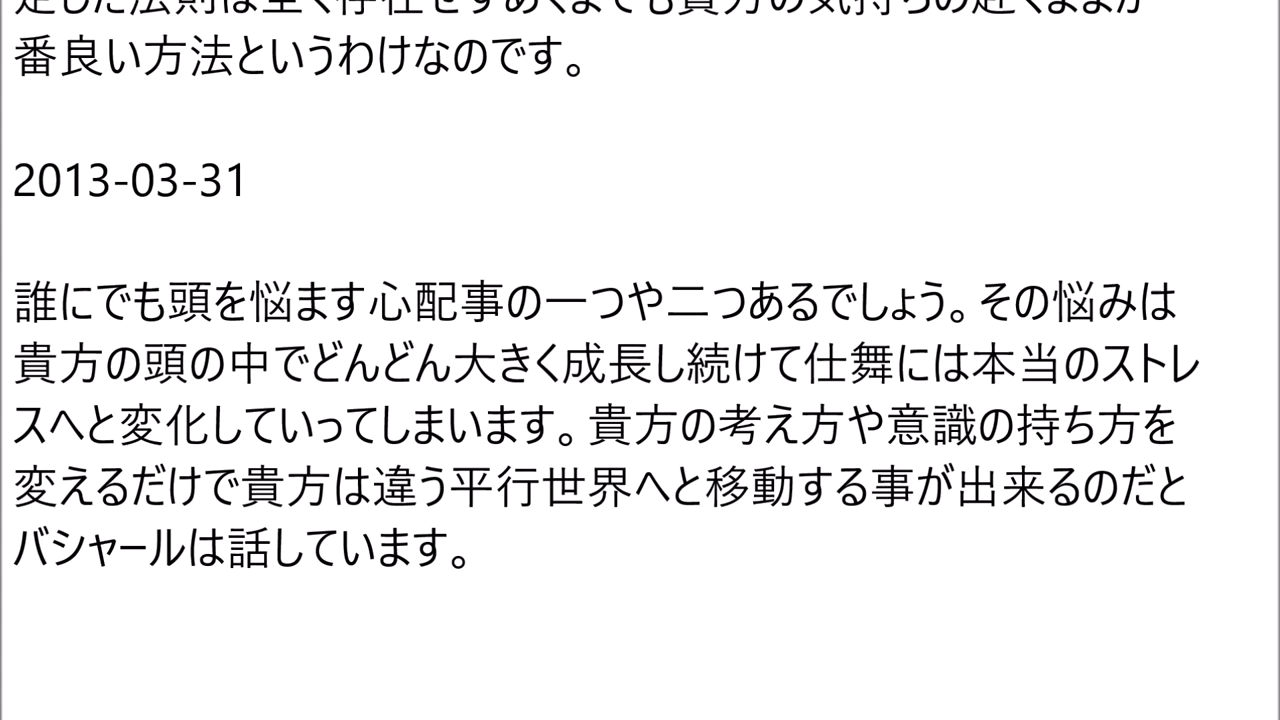 番良い方法というわけなのです。
2013-03-31
誰にでも頭を悩ます心配事の一つや二つあるでしょう。その悩みは
貴方の頭の中でどんどん大きく成長し続けて仕舞には本当のストレ
スへと変化していってしまいます。貴方の考え方や意識の持ち方を
変えるだけで貴方は違う平行世界へと移動する事が出来るのだと
バシャールは話しています。